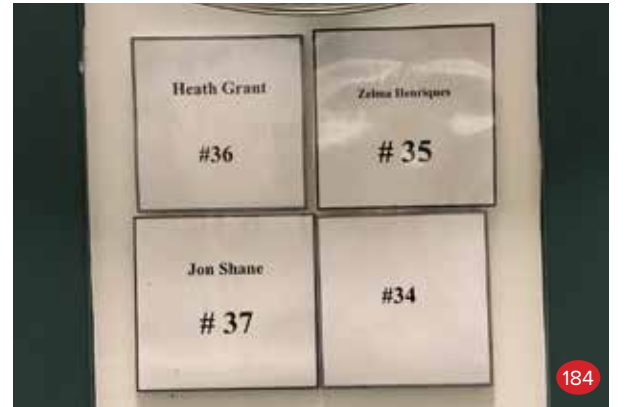 Heath Grant
#36
Zelma Henriques
# 35
Jon Shane
# 37
#34
184